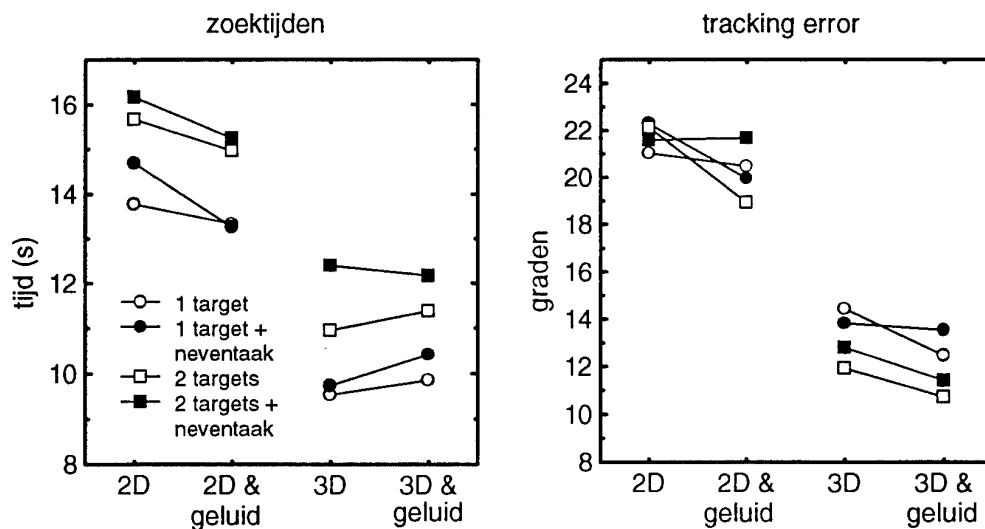 zoektijden
tijd (s)
16
14
12
10
8
1 target
1 target +
neventaak
2 targets
2 targets +
neventaak
2D
2D &
geluid
3D
3D &
geluid
tracking error
graden
24
22
20
18
16
14
12
10
8
2D
2D &
geluid
3D
3D &
geluid